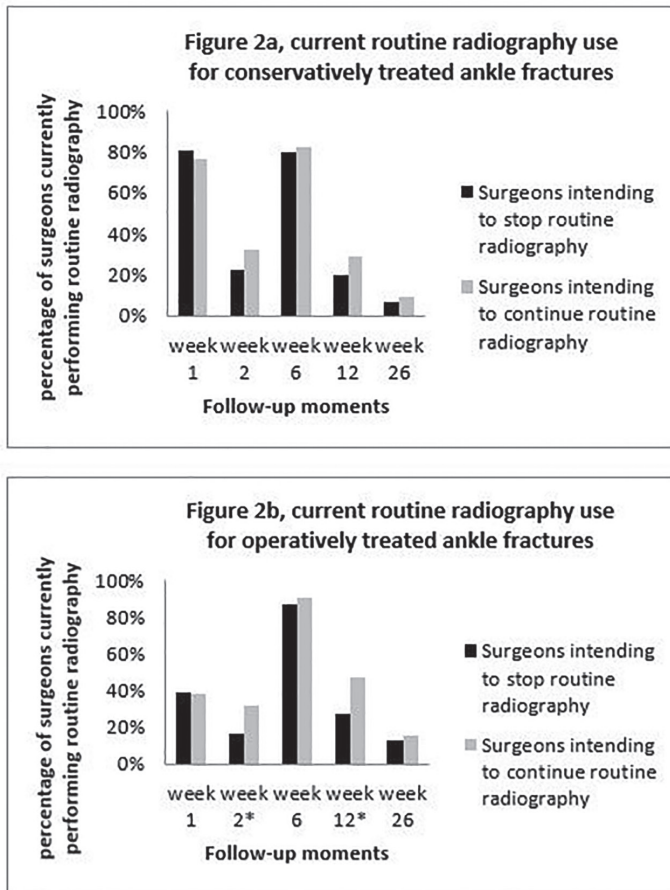 Figure 2a, current routine radiography use
for conservatively treated ankle fractures
percentage of surgeons currently
performing routine radiography
100%
80%
60%
40%
20%
0%
week week week week week
1 2 6 12 26
Follow-up moments
Surgeons intending
to stop routine
radiography
Surgeons intending
to continue routine
radiography
Figure 2b, current routine radiography use
for operatively treated ankle fractures
percentage of surgeons currently
performing routine radiography
100%
80%
60%
40%
20%
0%
week week week week week
1 2* 6 12* 26
Follow-up moments
Surgeons intending
to stop routine
radiography
Surgeons intending
to continue routine
radiography